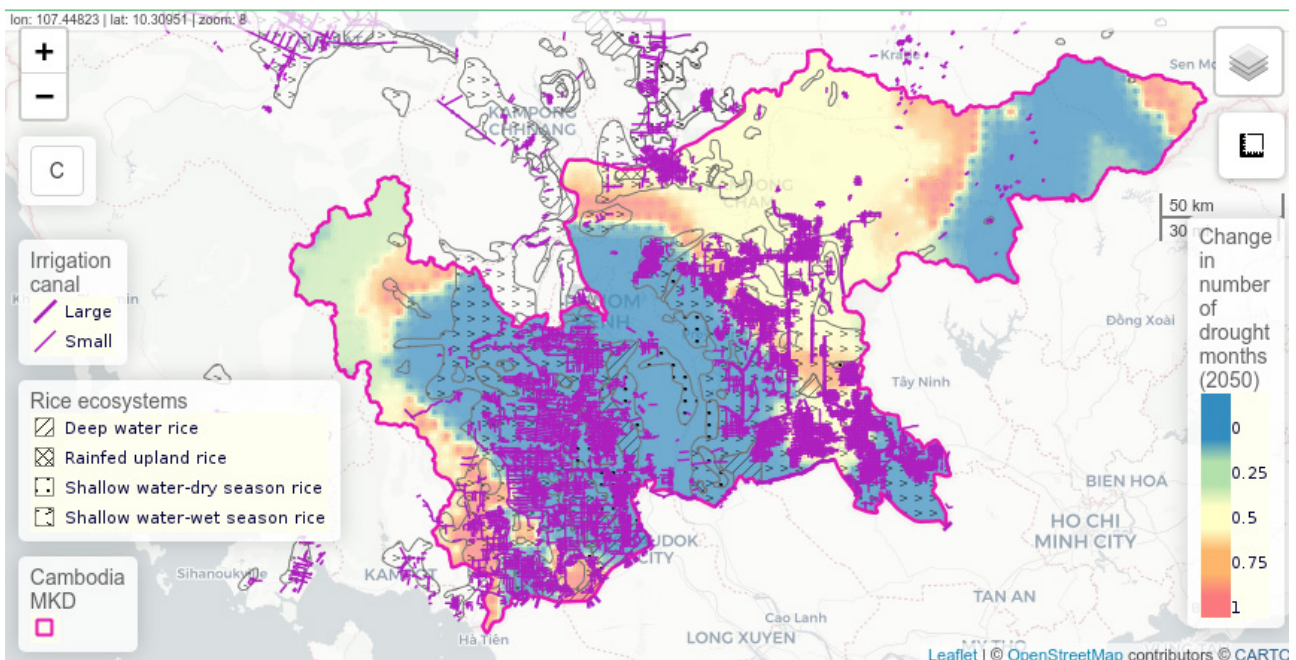 lon: 107.44823 | lat: 10.30951 | zoom: 8
+
−
C
Irrigation
canal
Large
Small
Rice ecosystems
Deep water rice
Rainfed upland rice
Shallow water-dry season rice
Shallow water-wet season rice
Cambodia
MKD
KAMPONG
CHHNANG
CHAM
Sen Mo
50 km
30
Change
in
number
of
drought
months
(2050)
0
0.25
0.5
0.75
1
Đồng Xoài
Tây Ninh
BIEN HOA
HO CHI
MINH CITY
CITY
Sihanoukville
Hà Tiên
Cao Lanh
LONG XUYEN
TAN AN
Leaflet | © OpenStreetMap contributors © CARTO